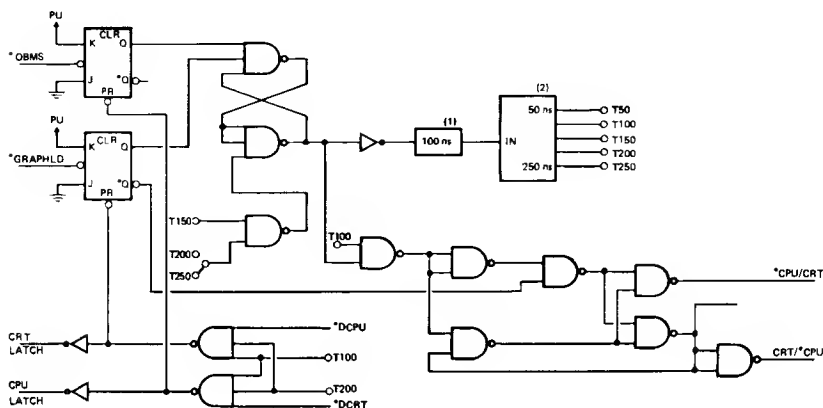 PU
CLR
K Q
*OBMS
J *Q
PR
PU
CLR
K Q
*GRAPHLD
J *Q
PR
(1)
100 ns
(2)
50 ns
IN
250 ns
T50
T100
T150
T200
T250
T150
T200
T250
T100
*CPU/CRT
CRT/*CPU
*DCPU
T100
T200
*DCRT
CRT
LATCH
CPU
LATCH